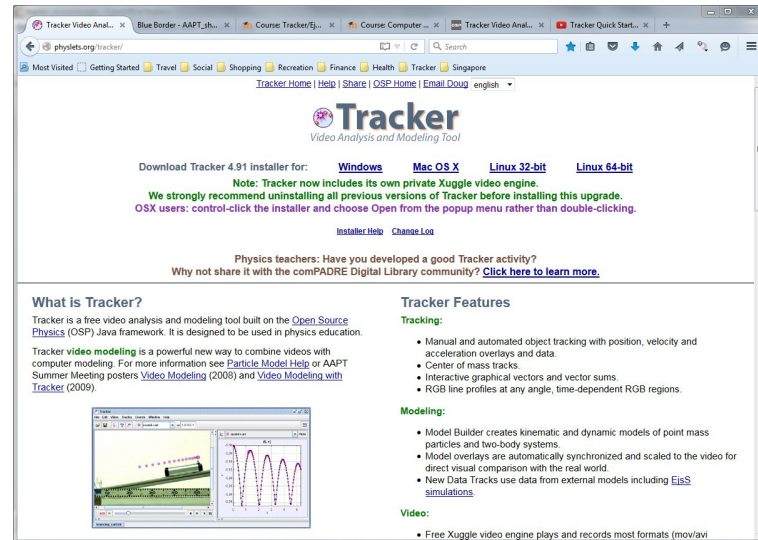 Tracker Video Anal...
Blue Border - AAPT_sh...
Course: Tracker/Ej...
Course: Computer ...
Tracker Video Anal...
Tracker Quick Start...
physlets.org/tracker/
Search
Most Visited Getting Started Travel Social Shopping Recreation Finance Health Tracker Singapore
Tracker Home | Help | Share | OSP Home | Email Doug english
Tracker
Video Analysis and Modeling Tool
Download Tracker 4.91 installer for: Windows Mac OS X Linux 32-bit Linux 64-bit
Note: Tracker now includes its own private Xuggle video engine.
We strongly recommend uninstalling all previous versions of Tracker before installing this upgrade.
OSX users: control-click the installer and choose Open from the popup menu rather than double-clicking.
Installer Help Change Log
Physics teachers: Have you developed a good Tracker activity?
Why not share it with the comPADRE Digital Library community? Click here to learn more.
What is Tracker?
Tracker is a free video analysis and modeling tool built on the Open Source
Physics (OSP) Java framework. It is designed to be used in physics education.
Tracker video modeling is a powerful new way to combine videos with
computer modeling. For more information see Particle Model Help or AAPT
Summer Meeting posters Video Modeling (2008) and Video Modeling with
Tracker (2009).
Tracker Features
Tracking:
Manual and automated object tracking with position, velocity and
acceleration overlays and data.
Center of mass tracks.
Interactive graphical vectors and vector sums.
RGB line profiles at any angle, time-dependent RGB regions.
Modeling:
Model Builder creates kinematic and dynamic models of point mass
particles and two-body systems.
Model overlays are automatically synchronized and scaled to the video for
direct visual comparison with the real world.
New Data Tracks use data from external models including EjsS
simulations.
Video:
Free Xuggle video engine plays and records most formats (mov/avi